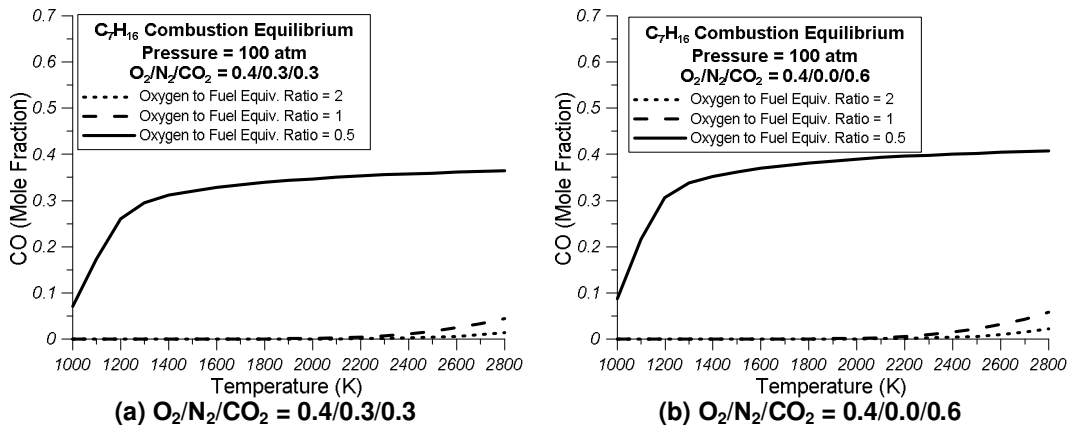 C₇H₁₆ Combustion Equilibrium
Pressure = 100 atm
O₂/N₂/CO₂ = 0.4/0.3/0.3
Oxygen to Fuel Equiv. Ratio = 2
Oxygen to Fuel Equiv. Ratio = 1
Oxygen to Fuel Equiv. Ratio = 0.5
CO (Mole Fraction)
0.7
0.6
0.5
0.4
0.3
0.2
0.1
0
1000 1200 1400 1600 1800 2000 2200 2400 2600 2800
Temperature (K)
(a) O₂/N₂/CO₂ = 0.4/0.3/0.3
C₇H₁₆ Combustion Equilibrium
Pressure = 100 atm
O₂/N₂/CO₂ = 0.4/0.0/0.6
Oxygen to Fuel Equiv. Ratio = 2
Oxygen to Fuel Equiv. Ratio = 1
Oxygen to Fuel Equiv. Ratio = 0.5
CO (Mole Fraction)
0.7
0.6
0.5
0.4
0.3
0.2
0.1
0
1000 1200 1400 1600 1800 2000 2200 2400 2600 2800
Temperature (K)
(b) O₂/N₂/CO₂ = 0.4/0.0/0.6